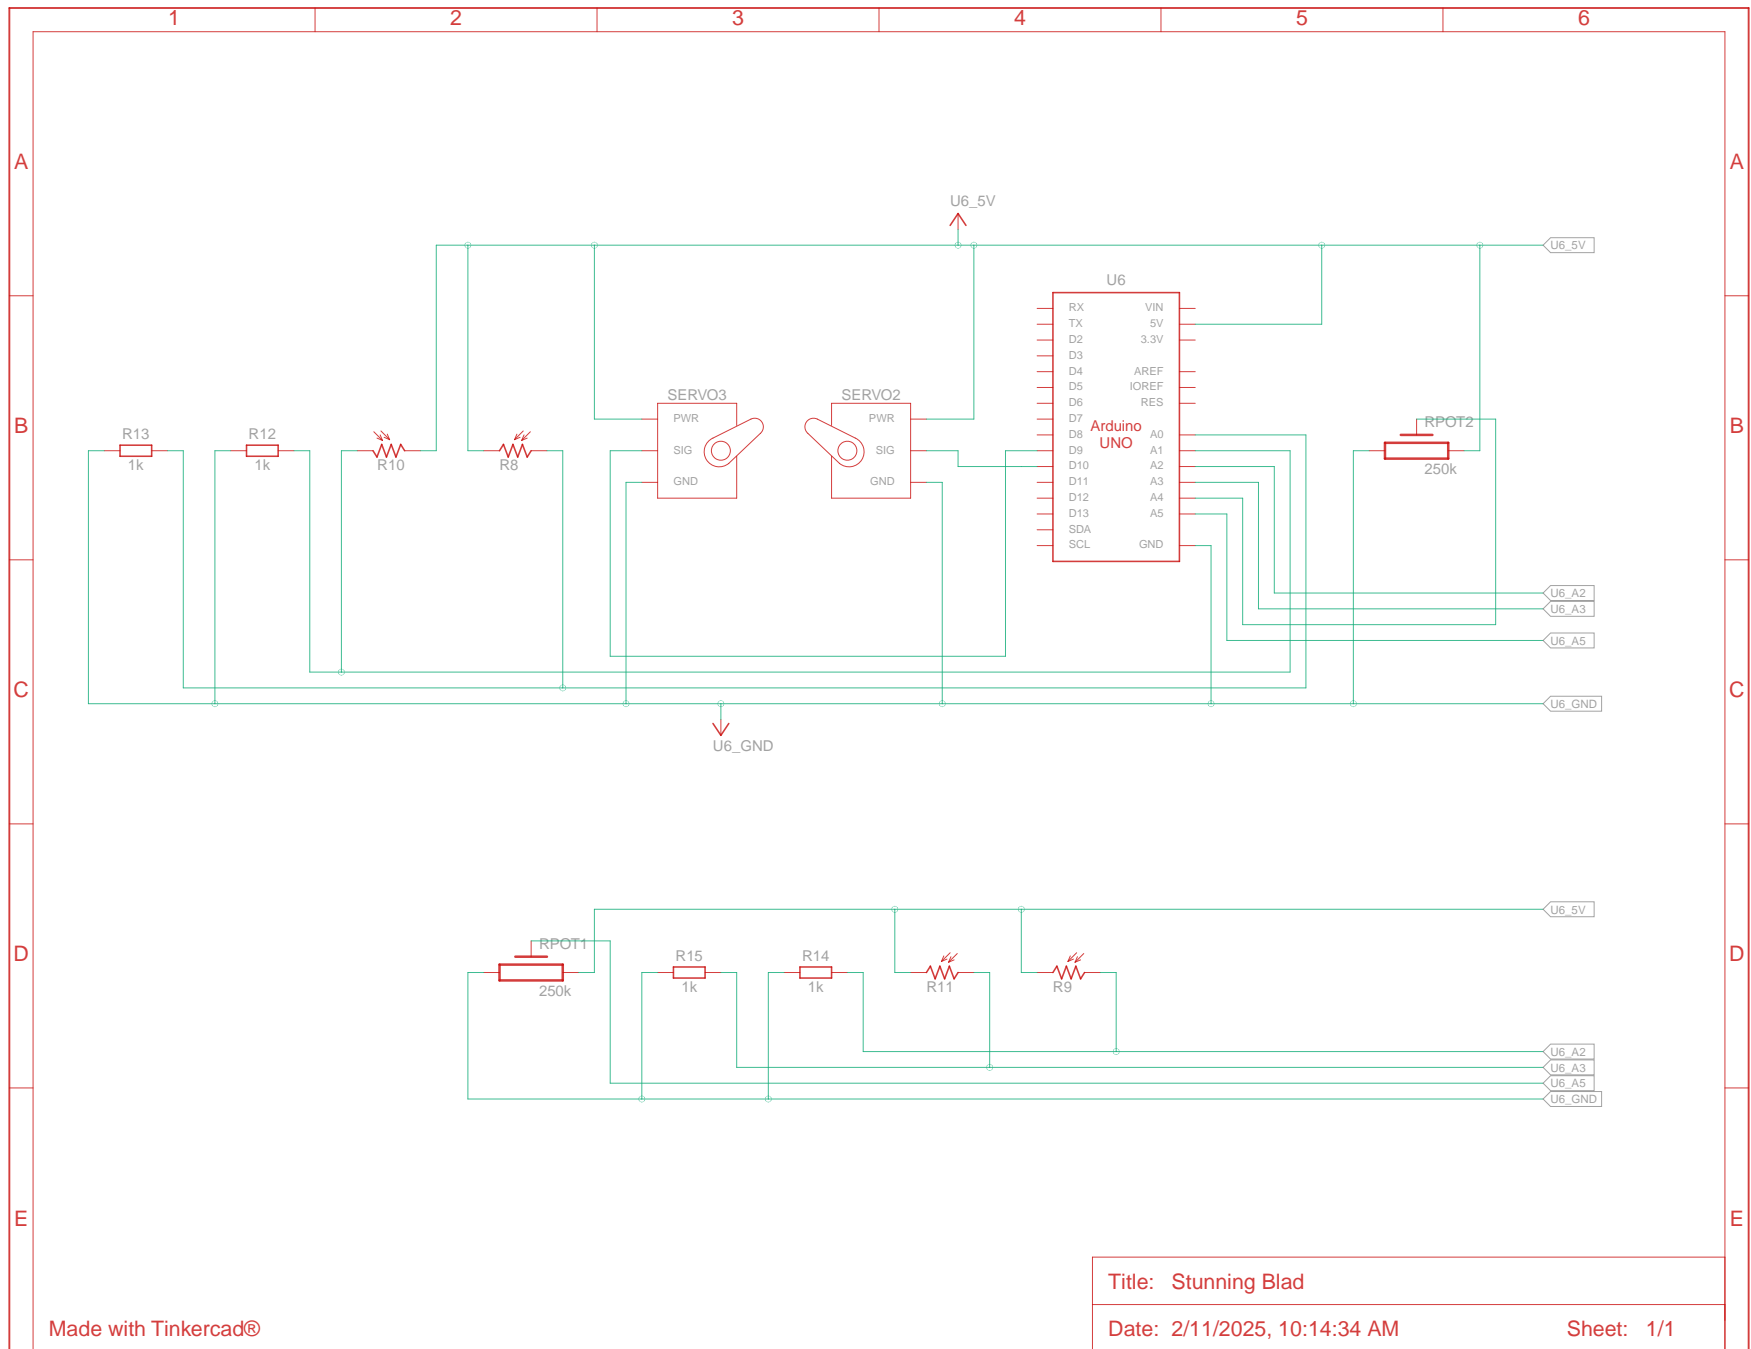 1 2 3 4 5 6
A A
U6_5V
U6_5V
U6
RX VIN
TX 5V
D2 3.3V
D3
D4 AREF
D5 IOREF
D6 RES
D7
D8 A0
D9 A1
D10 A2
D11 A3
D12 A4
D13 A5
SDA
SCL GND
Arduino
UNO
SERVO3
PWR
SIG
GND
SERVO2
PWR
SIG
GND
B B
R13
1k
R12
1k
R10
R8
RPOT2
250k
U6_A2
U6_A3
U6_A5
C C
U6_GND
U6_GND
U6_5V
D D
RPOT1
250k
R15
1k
R14
1k
R11
R9
U6_A2
U6_A3
U6_A5
U6_GND
E E
Title: Stunning Blad
Made with Tinkercad®
Date: 2/11/2025, 10:14:34 AM Sheet: 1/1